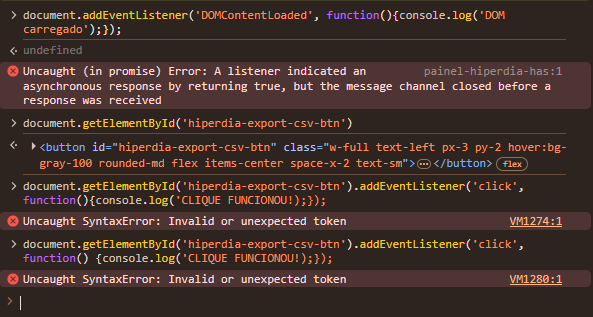 document.addEventListener('DOMContentLoaded', function(){console.log('DOM
carregado');});
undefined
Uncaught (in promise) Error: A listener indicated an painel-hiperdia-has:1
asynchronous response by returning true, but the message channel closed before a
response was received
document.getElementById('hiperdia-export-csv-btn')
<button id="hiperdia-export-csv-btn" class="w-full text-left px-3 py-2 hover:bg-
gray-100 rounded-md flex items-center space-x-2 text-sm">…</button> flex
document.getElementById('hiperdia-export-csv-btn').addEventListener('click',
function(){console.log('CLIQUE FUNCIONOU!);});
Uncaught SyntaxError: Invalid or unexpected token VM1274:1
document.getElementById('hiperdia-export-csv-btn').addEventListener('click',
function() {console.log('CLIQUE FUNCIONOU!);});
Uncaught SyntaxError: Invalid or unexpected token VM1280:1